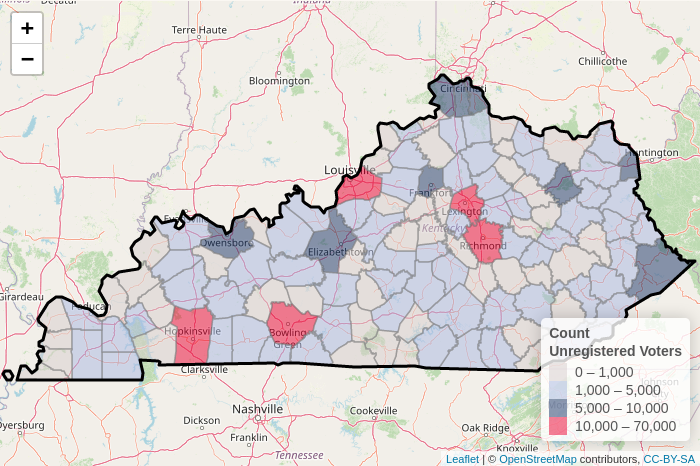 Decatur
Indiana
Terre Haute
+
−
Bloomington
Chillicothe
Cincinnati
Huntington
Louisville
Frankfort
Lexington
Kentucky
Richmond
Evansville
Owensboro
Elizabethtown
Girardeau
Paducah
Hopkinsville
Bowling
Green
Clarksville
Nashville
Dickson
Franklin
Cookeville
Tennessee
Oak Ridge
Knoxville
Dyersburg
Johnson
Count
Unregistered Voters
0 – 1,000
1,000 – 5,000
5,000 – 10,000
10,000 – 70,000
Leaflet | © OpenStreetMap contributors, CC-BY-SA